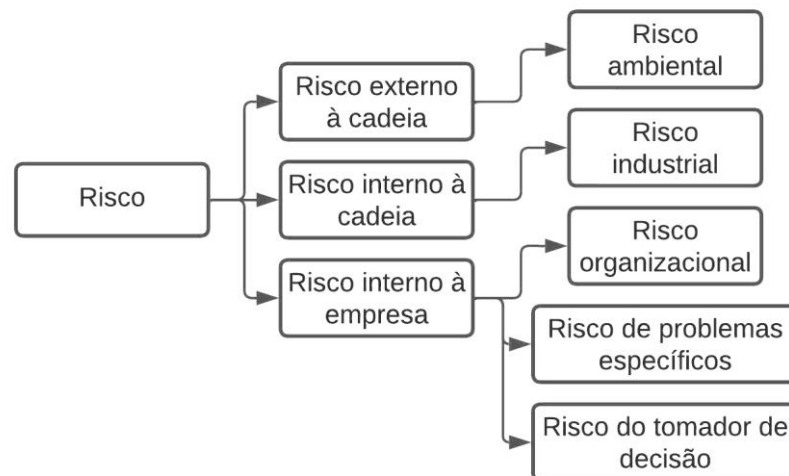 Risco
Risco externo
à cadeia
Risco interno à
cadeia
Risco interno à
empresa
Risco
ambiental
Risco
industrial
Risco
organizacional
Risco de problemas
específicos
Risco do tomador de
decisão